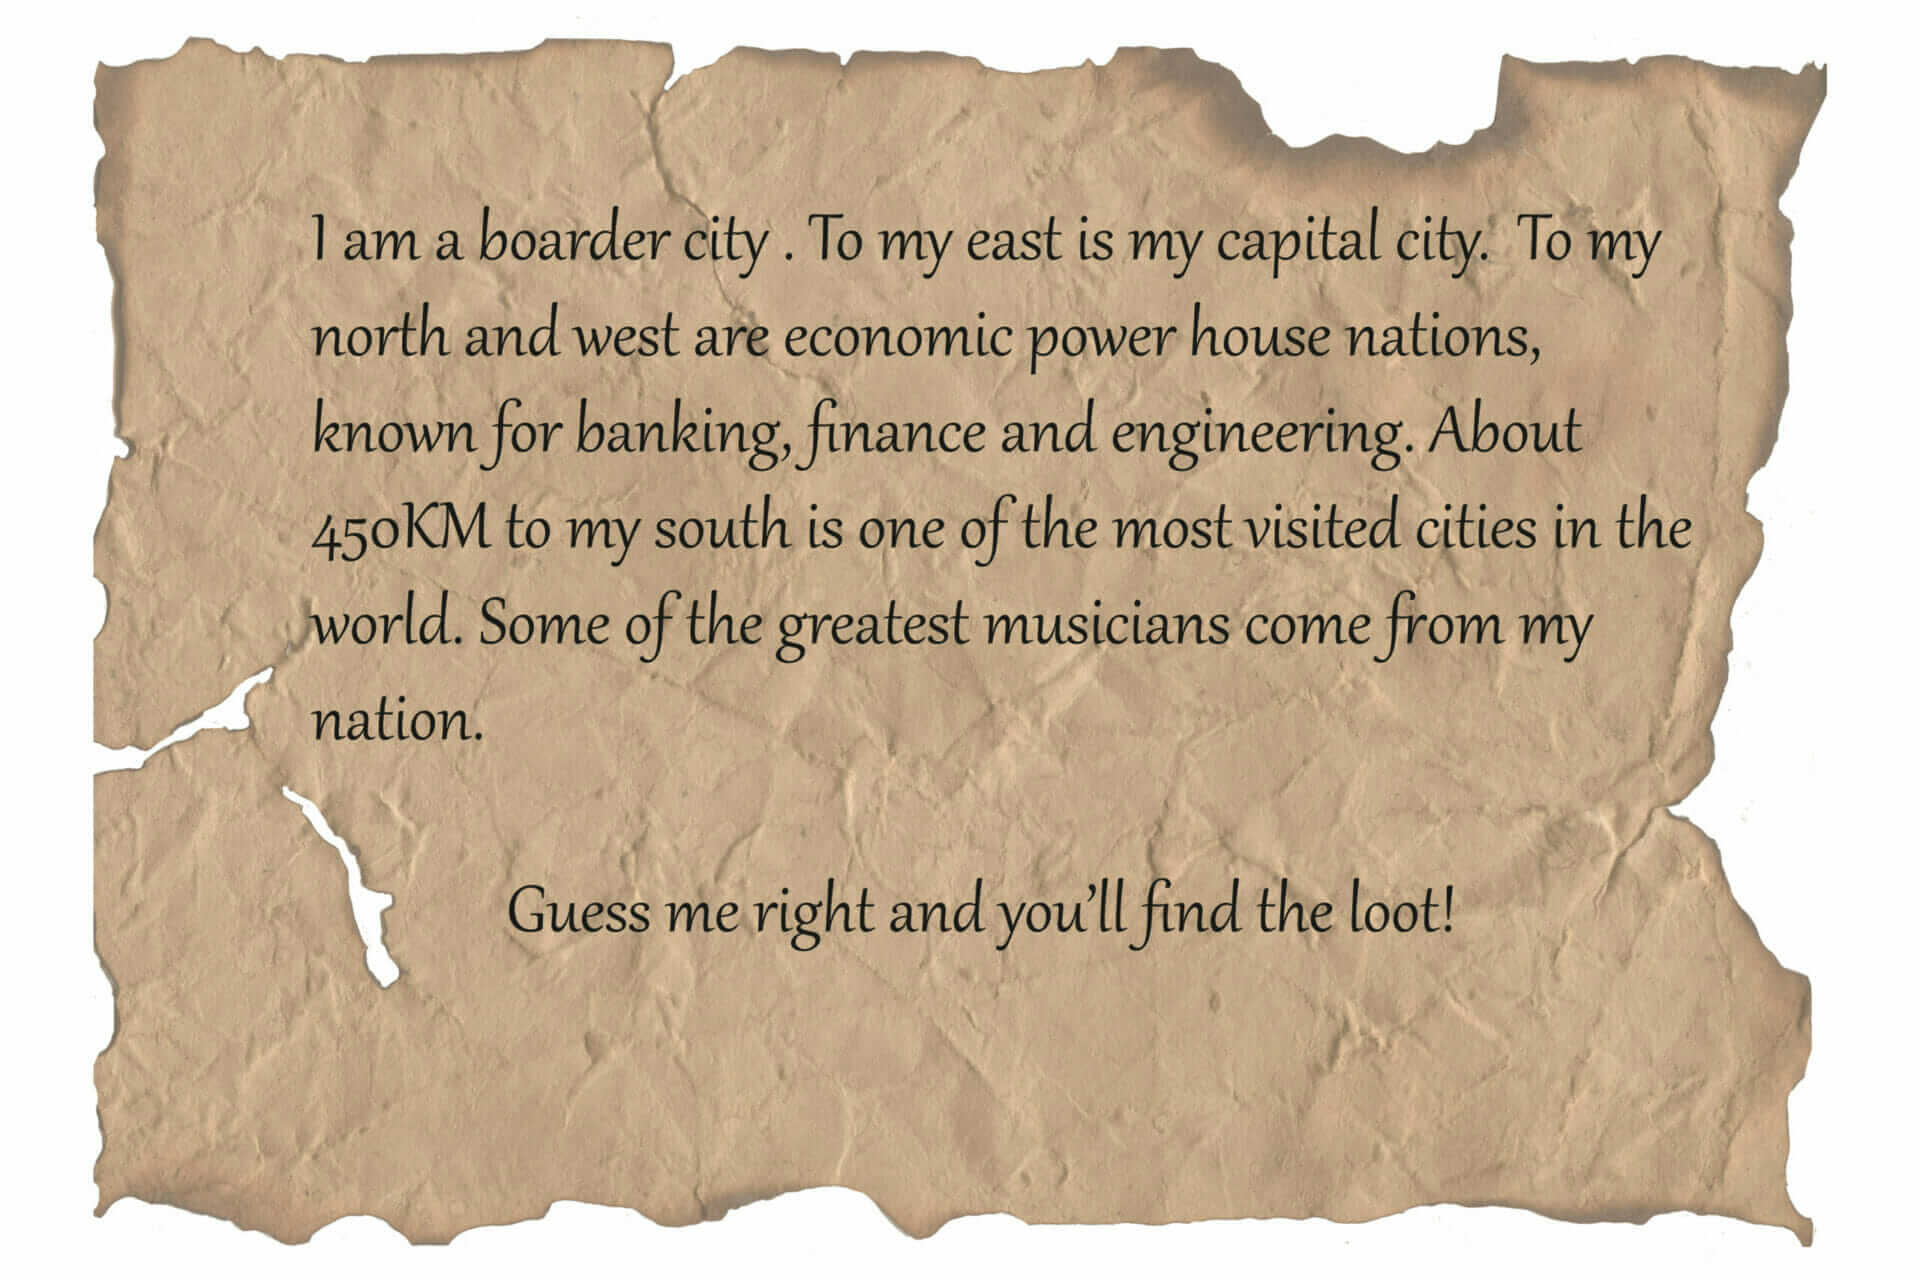 I am a boarder city . To my east is my capital city.  To my
north and west are economic power house nations,
known for banking, finance and engineering. About
450KM to my south is one of the most visited cities in the
world. Some of the greatest musicians come from my
nation.
Guess me right and you'll find the loot!